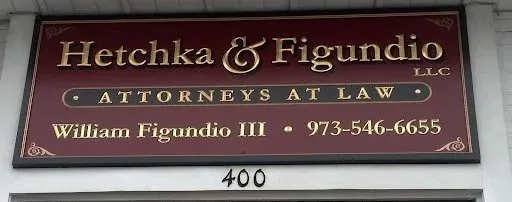 Hetchka & Figundio
LLC
• ATTORNEYS AT LAW •
William Figundio III • 973-546-6655
400